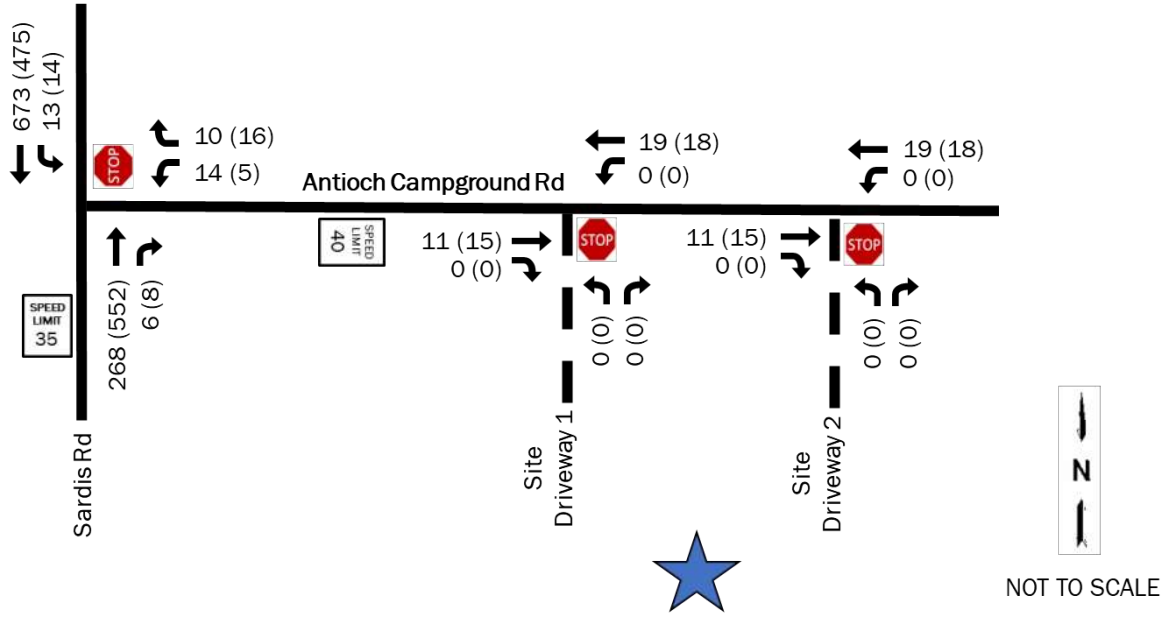 673 (475)
13 (14)
STOP
10 (16)
14 (5)
Antioch Campground Rd
19 (18)
0 (0)
19 (18)
0 (0)
SPEED
LIMIT
40
11 (15)
0 (0)
STOP
11 (15)
0 (0)
STOP
SPEED
LIMIT
35
268 (552)
6 (8)
0 (0)
0 (0)
0 (0)
0 (0)
Sardis Rd
Site
Driveway 1
Site
Driveway 2
N
NOT TO SCALE